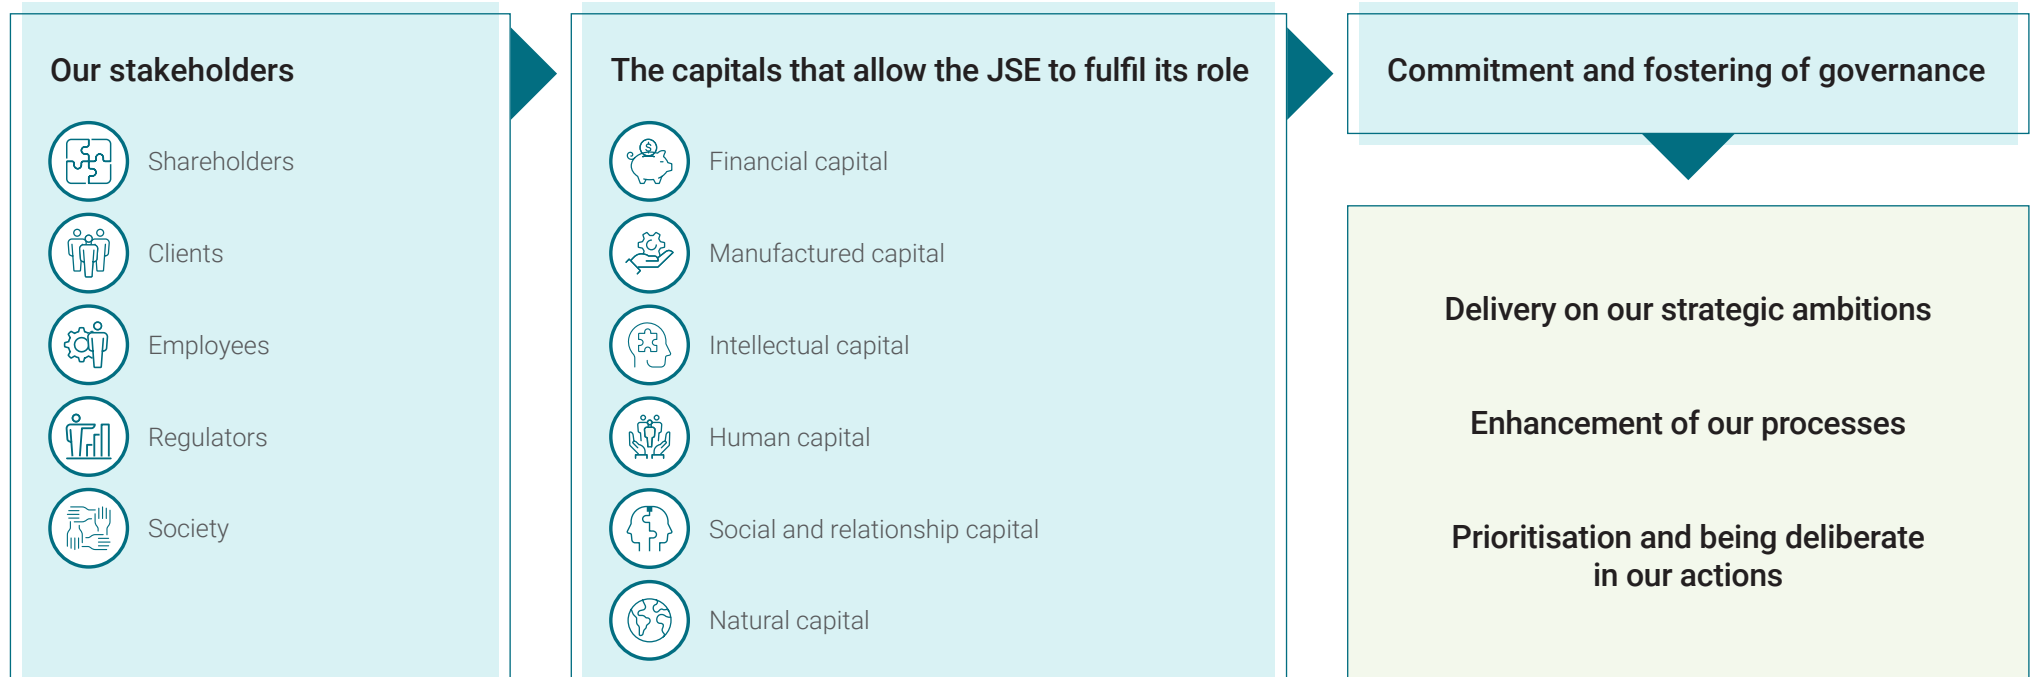 Our stakeholders
Shareholders
Clients
Employees
Regulators
Society
The capitals that allow the JSE to fulfil its role
Financial capital
Manufactured capital
Intellectual capital
Human capital
Social and relationship capital
Natural capital
Commitment and fostering of governance
Delivery on our strategic ambitions
Enhancement of our processes
Prioritisation and being deliberate
in our actions